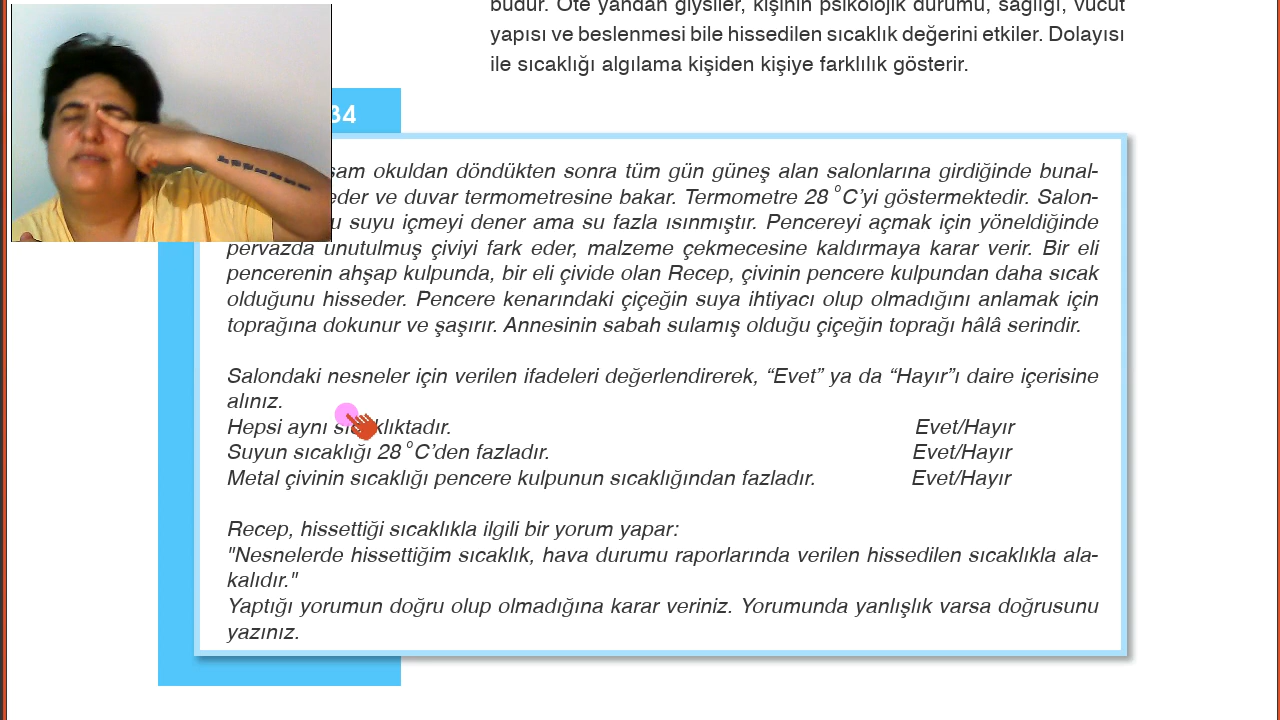 budur. Öte yandan giysiler, kişinin psikolojik durumu, sağlığı, vücut
yapısı ve beslenmesi bile hissedilen sıcaklık değerini etkiler. Dolayısı
ile sıcaklığı algılama kişiden kişiye farklılık gösterir.
34
okuldan döndükten sonra tüm gün güneş alan salonlarına girdiğinde bunal-
eder ve duvar termometresine bakar. Termometre 28 °C’yi göstermektedir. Salon-
suyu içmeyi dener ama su fazla ısınmıştır. Pencereyi açmak için yöneldiğinde
pervazda unutulmuş çiviyi fark eder, malzeme çekmecesine kaldırmaya karar verir. Bir eli
pencerenin ahşap kulpunda, bir eli çivide olan Recep, çivinin pencere kulpundan daha sıcak
olduğunu hisseder. Pencere kenarındaki çiçeğin suya ihtiyacı olup olmadığını anlamak için
toprağına dokunur ve şaşırır. Annesinin sabah sulamış olduğu çiçeğin toprağı hâlâ serindir.
Salondaki nesneler için verilen ifadeleri değerlendirerek, “Evet” ya da “Hayır”ı daire içerisine
alınız.
Hepsi aynı sıcaklıktadır. Evet/Hayır
Suyun sıcaklığı 28 °C’den fazladır. Evet/Hayır
Metal çivinin sıcaklığı pencere kulpunun sıcaklığından fazladır. Evet/Hayır
Recep, hissettiği sıcaklıkla ilgili bir yorum yapar:
"Nesnelerde hissettiğim sıcaklık, hava durumu raporlarında verilen hissedilen sıcaklıkla ala-
kalıdır."
Yaptığı yorumun doğru olup olmadığına karar veriniz. Yorumunda yanlışlık varsa doğrusunu
yazınız.